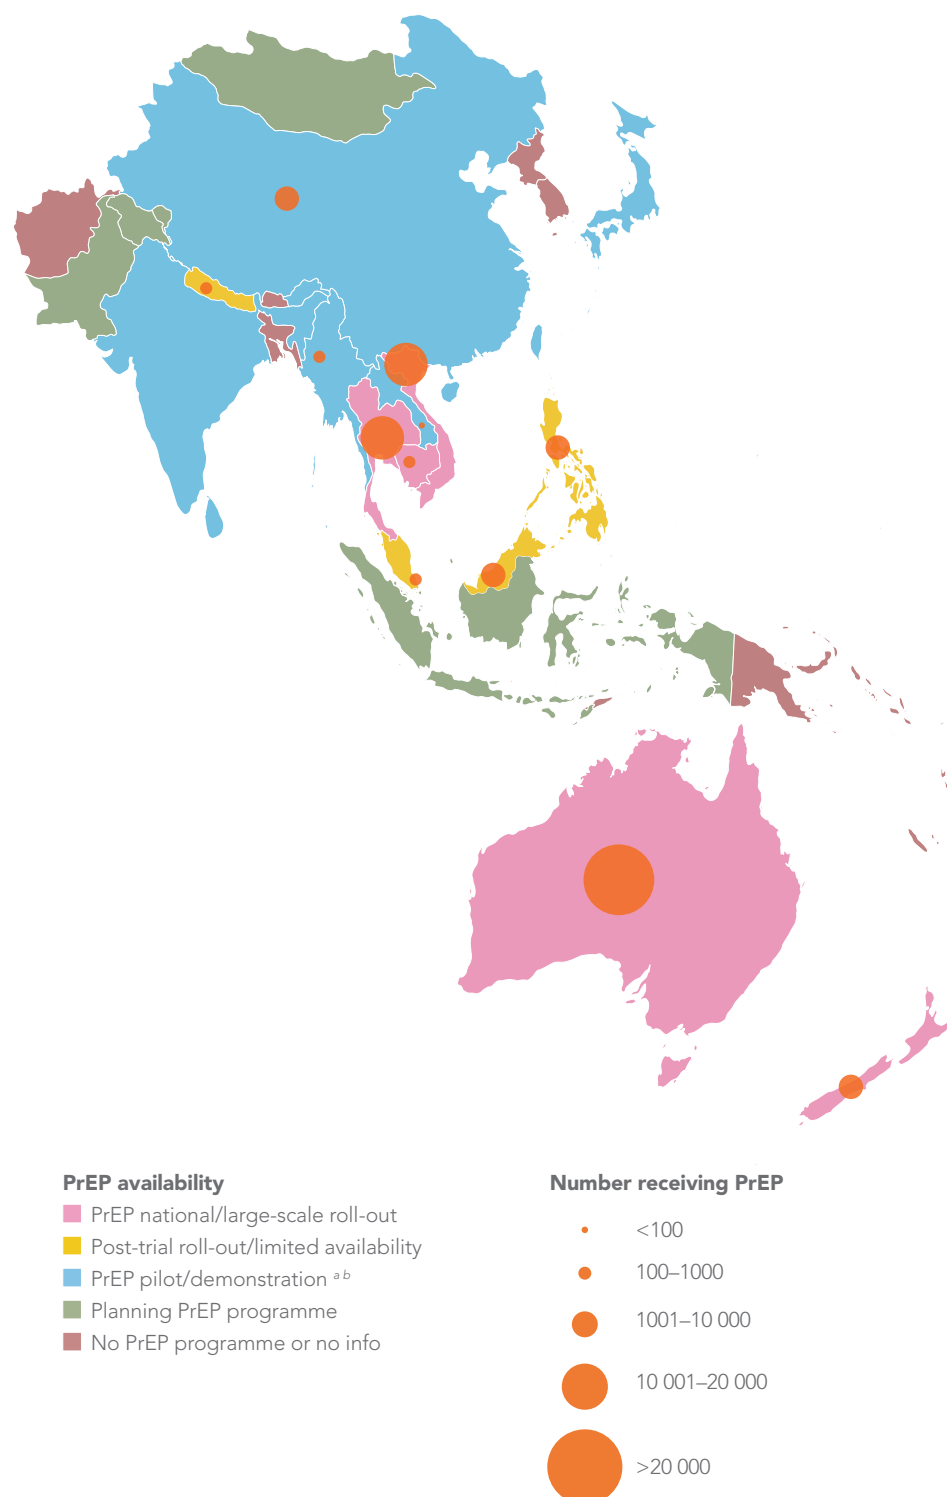 PrEP availability
PrEP national/large-scale roll-out
Post-trial roll-out/limited availability
PrEP pilot/demonstration a b
Planning PrEP programme
No PrEP programme or no info
Number receiving PrEP
<100
100–1000
1001–10 000
10 001–20 000
>20 000